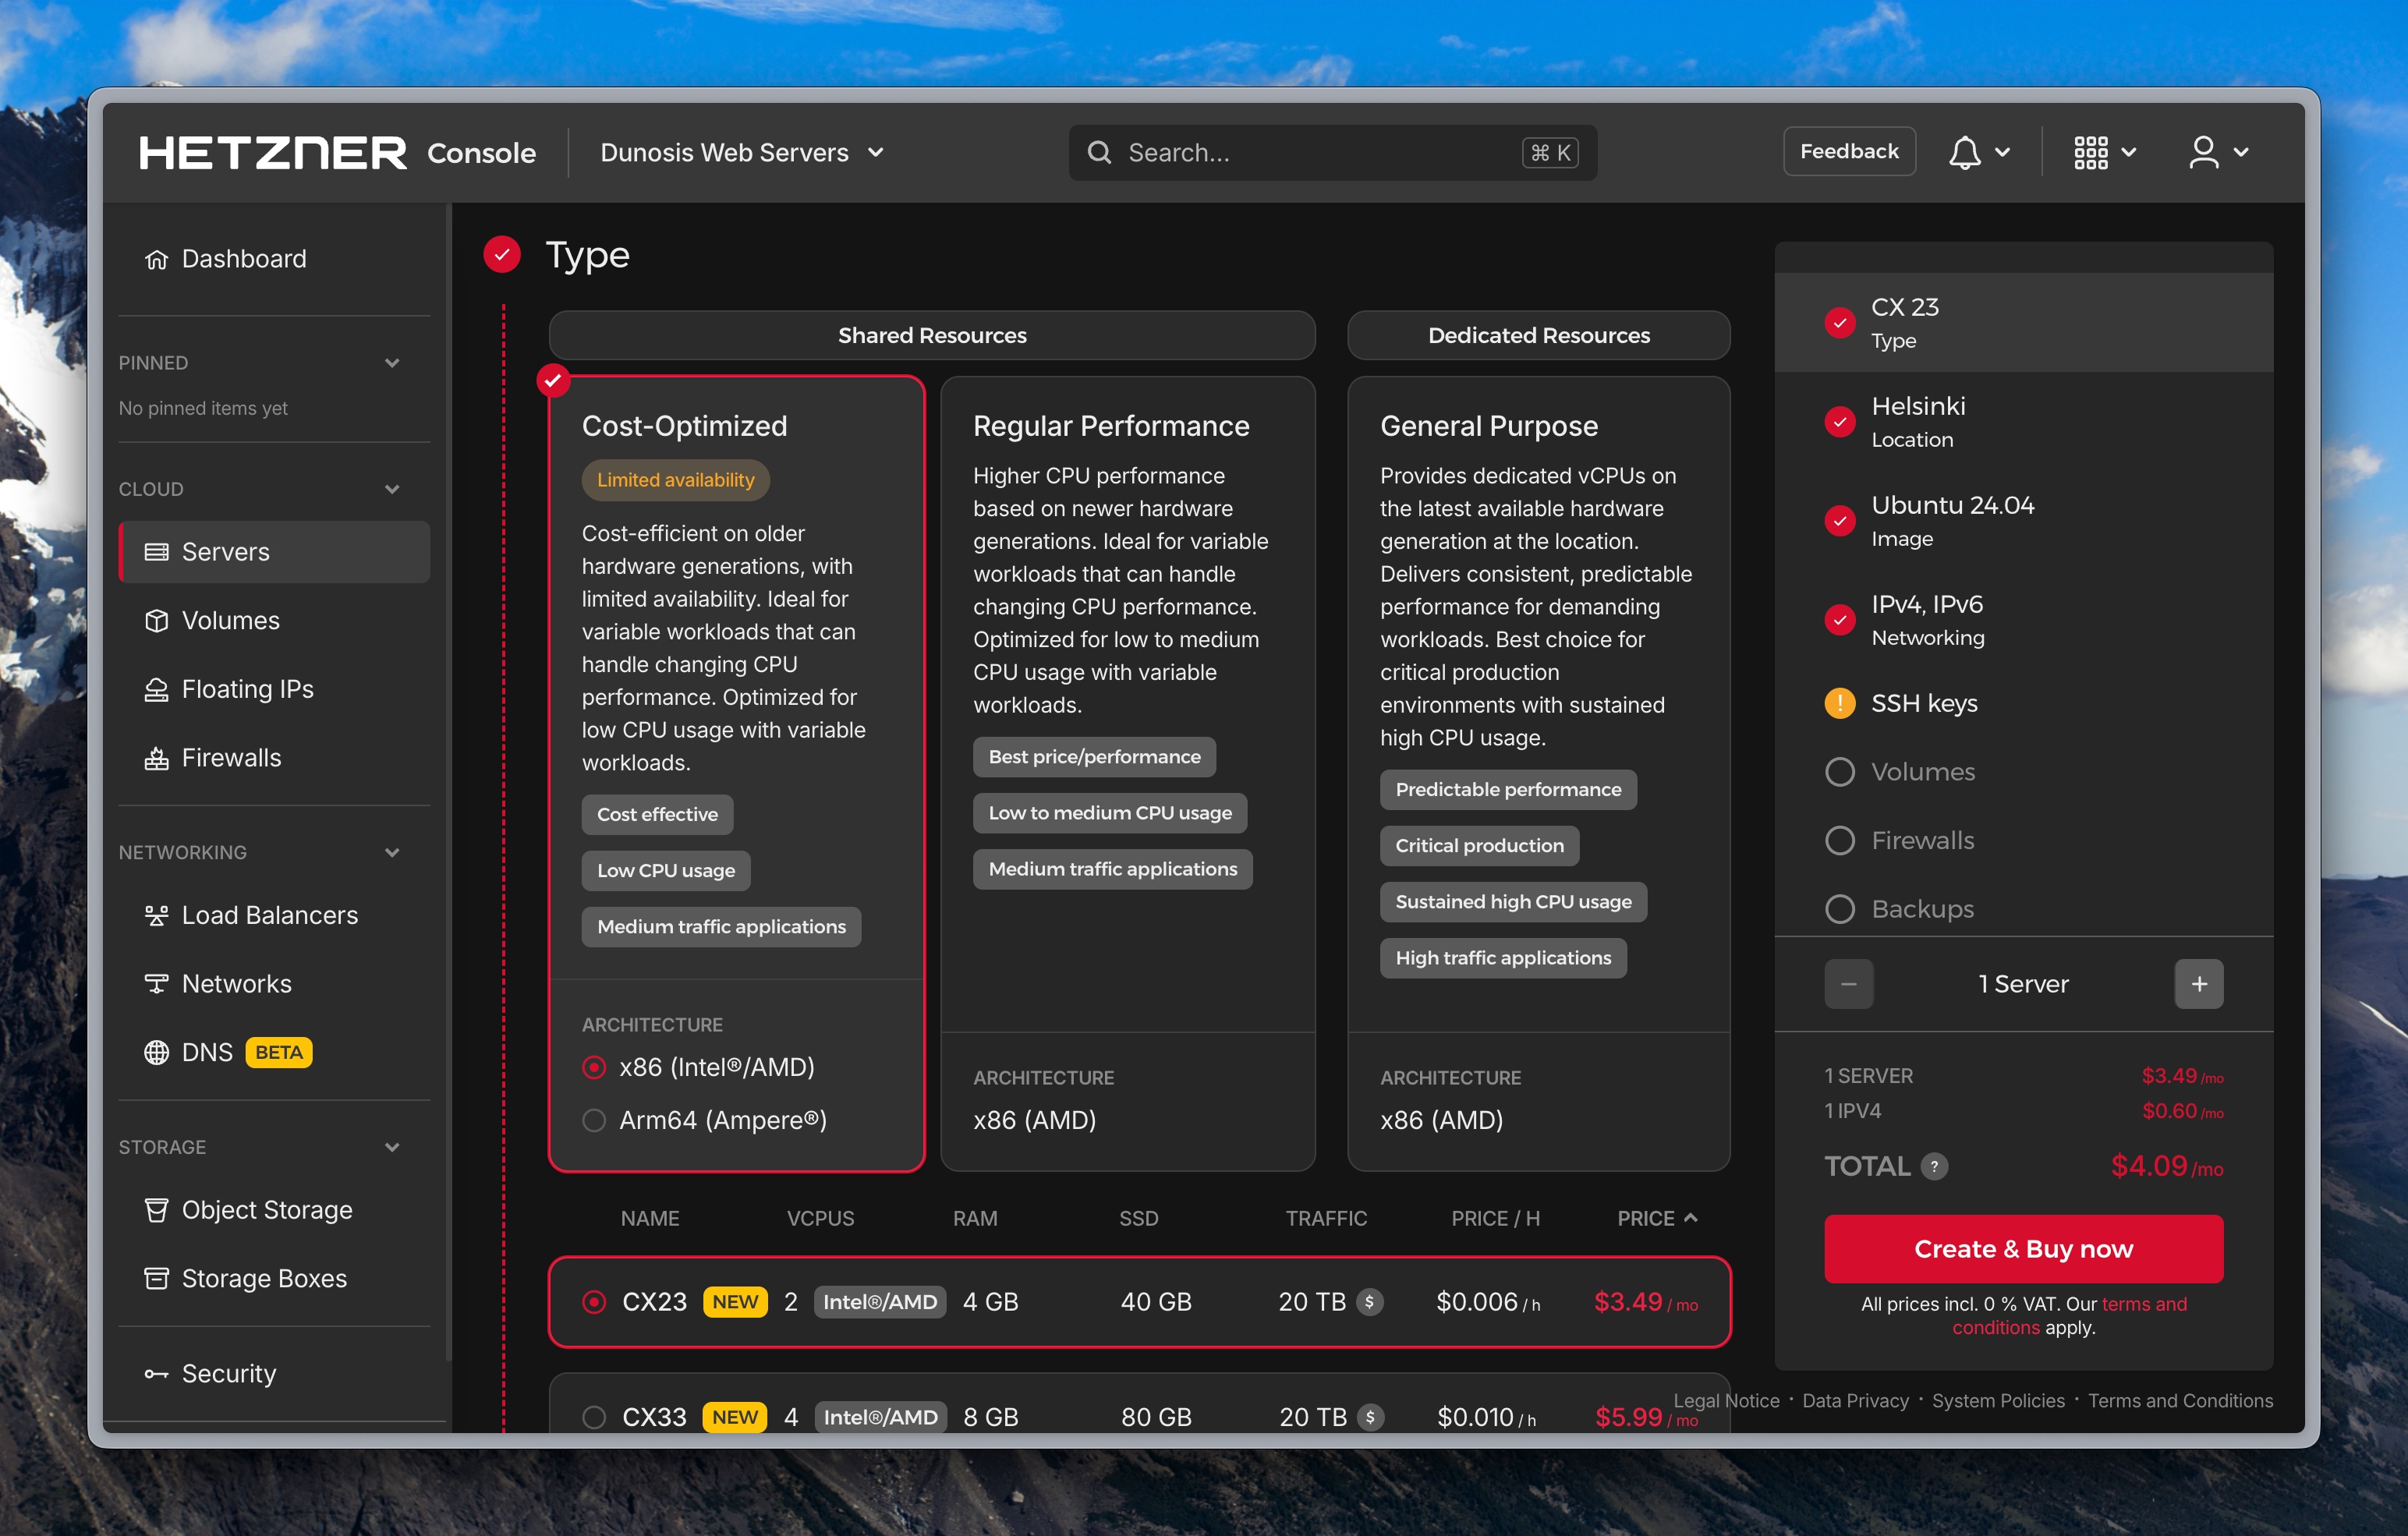 HETZNER Console
Dunosis Web Servers
Search...
⌘ K
Feedback
Dashboard
PINNED
No pinned items yet
CLOUD
Servers
Volumes
Floating IPs
Firewalls
NETWORKING
Load Balancers
Networks
DNS BETA
STORAGE
Object Storage
Storage Boxes
Security
Type
Shared Resources
Cost-Optimized
Limited availability
Cost-efficient on older
hardware generations, with
limited availability. Ideal for
variable workloads that can
handle changing CPU
performance. Optimized for
low CPU usage with variable
workloads.
Cost effective
Low CPU usage
Medium traffic applications
ARCHITECTURE
x86 (Intel®/AMD)
Arm64 (Ampere®)
Regular Performance
Higher CPU performance
based on newer hardware
generations. Ideal for variable
workloads that can handle
changing CPU performance.
Optimized for low to medium
CPU usage with variable
workloads.
Best price/performance
Low to medium CPU usage
Medium traffic applications
ARCHITECTURE
x86 (AMD)
Dedicated Resources
General Purpose
Provides dedicated vCPUs on
the latest available hardware
generation at the location.
Delivers consistent, predictable
performance for demanding
workloads. Best choice for
critical production
environments with sustained
high CPU usage.
Predictable performance
Critical production
Sustained high CPU usage
High traffic applications
ARCHITECTURE
x86 (AMD)
NAME VCPUS RAM SSD TRAFFIC PRICE / H PRICE
CX23 NEW 2 Intel®/AMD 4 GB 40 GB 20 TB $ $0.006 / h $3.49 / mo
CX33 NEW 4 Intel®/AMD 8 GB 80 GB 20 TB $ $0.010 / h $5.99 / mo
CX 23
Type
Helsinki
Location
Ubuntu 24.04
Image
IPv4, IPv6
Networking
! SSH keys
Volumes
Firewalls
Backups
− 1 Server +
1 SERVER $3.49 /mo
1 IPV4 $0.60 /mo
TOTAL ? $4.09 /mo
Create & Buy now
All prices incl. 0 % VAT. Our terms and
conditions apply.
Legal Notice · Data Privacy · System Policies · Terms and Conditions